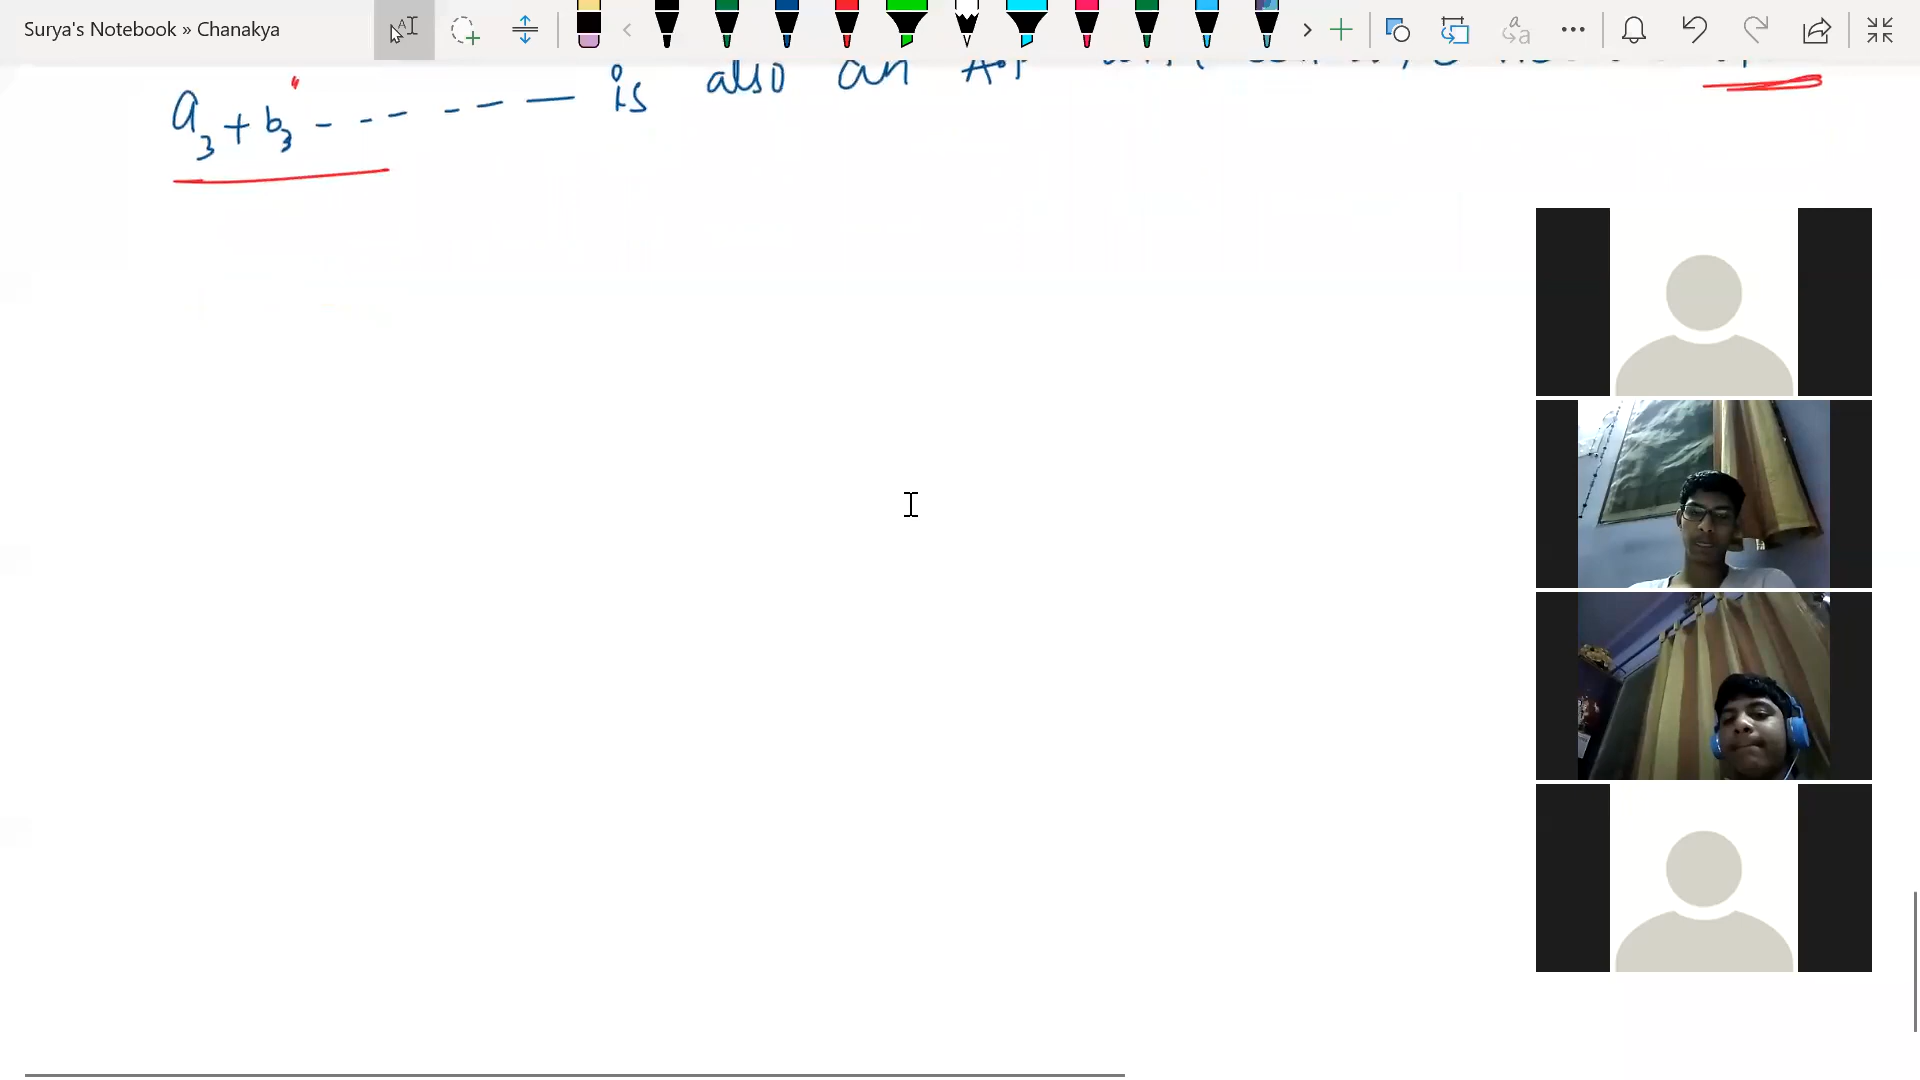 Surya's Notebook » Chanakya
is also an A.P
a₃ + b₃ - - - - - —